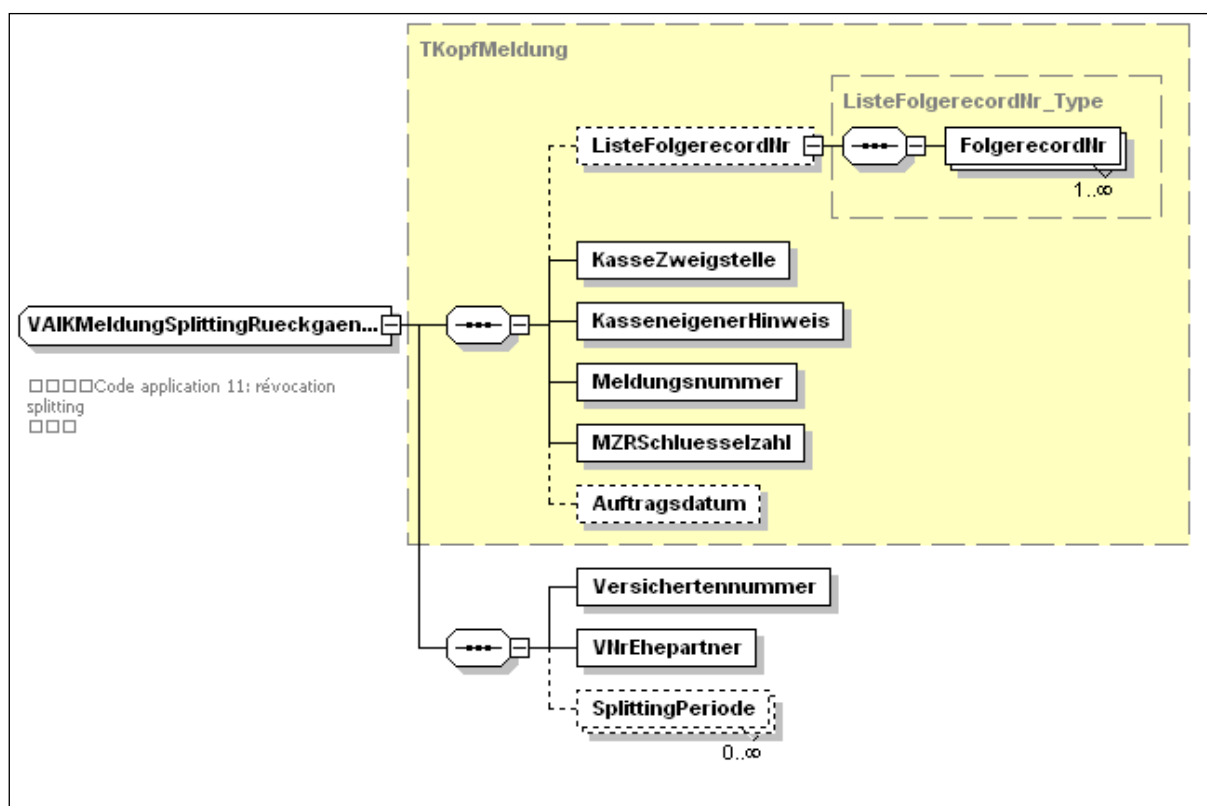 TKopfMeldung
ListeFolgerecordNr_Type
ListeFolgerecordNr
FolgerecordNr
1..∞
KasseZweigstelle
KasseneigenerHinweis
VAIKMeldungSplittingRueckgaen...
Meldungsnummer
Code application 11: révocation
splitting
MZRSchluesselzahl
Auftragsdatum
Versichertennummer
VNrEhepartner
SplittingPeriode
0..∞